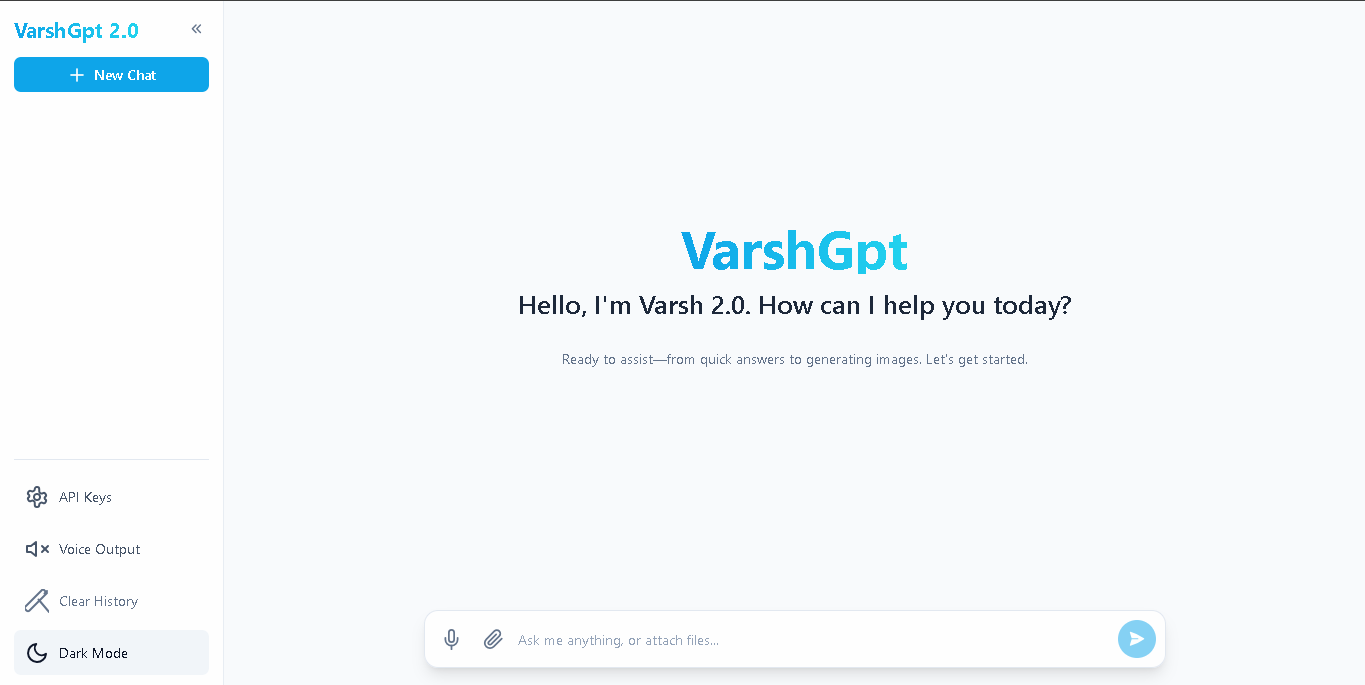 VarshGpt 2.0
New Chat
VarshGpt
Hello, I'm Varsh 2.0. How can I help you today?
Ready to assist—from quick answers to generating images. Let's get started.
API Keys
Voice Output
Clear History
Dark Mode
Ask me anything, or attach files...